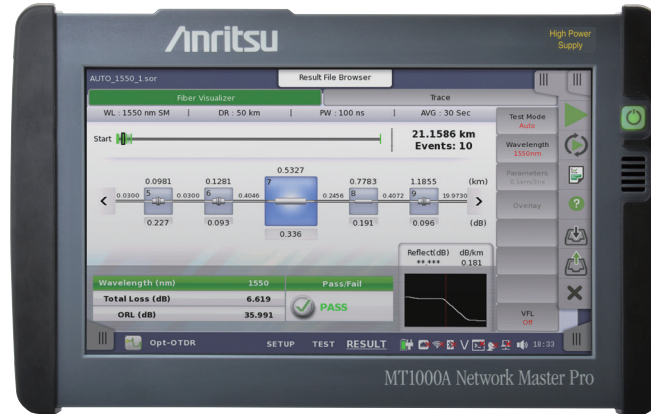 Anritsu
High Power
Supply
AUTO_1550_1.sor
Result File Browser
Fiber Visualizer
Trace
WL : 1550 nm SM | DR : 50 km | PW : 100 ns | AVG : 30 Sec
Start
21.1586 km
Events: 10
0.0981 0.1281 0.5327 0.7783 1.1855 (km)
5 6 7 8 9
0.0300 0.0300 0.4046 0.2456 0.4072 19.9730
0.227 0.093 0.336 0.191 0.096 (dB)
Reflect(dB) dB/km
**.*** 0.181
Wavelength (nm) 1550 Pass/Fail
Total Loss (dB) 6.619
ORL (dB) 35.991
PASS
Test Mode
Auto
Wavelength
1550nm
Parameters
Overlay
VFL
Off
Opt-OTDR
SETUP TEST RESULT
18:33
MT1000A Network Master Pro